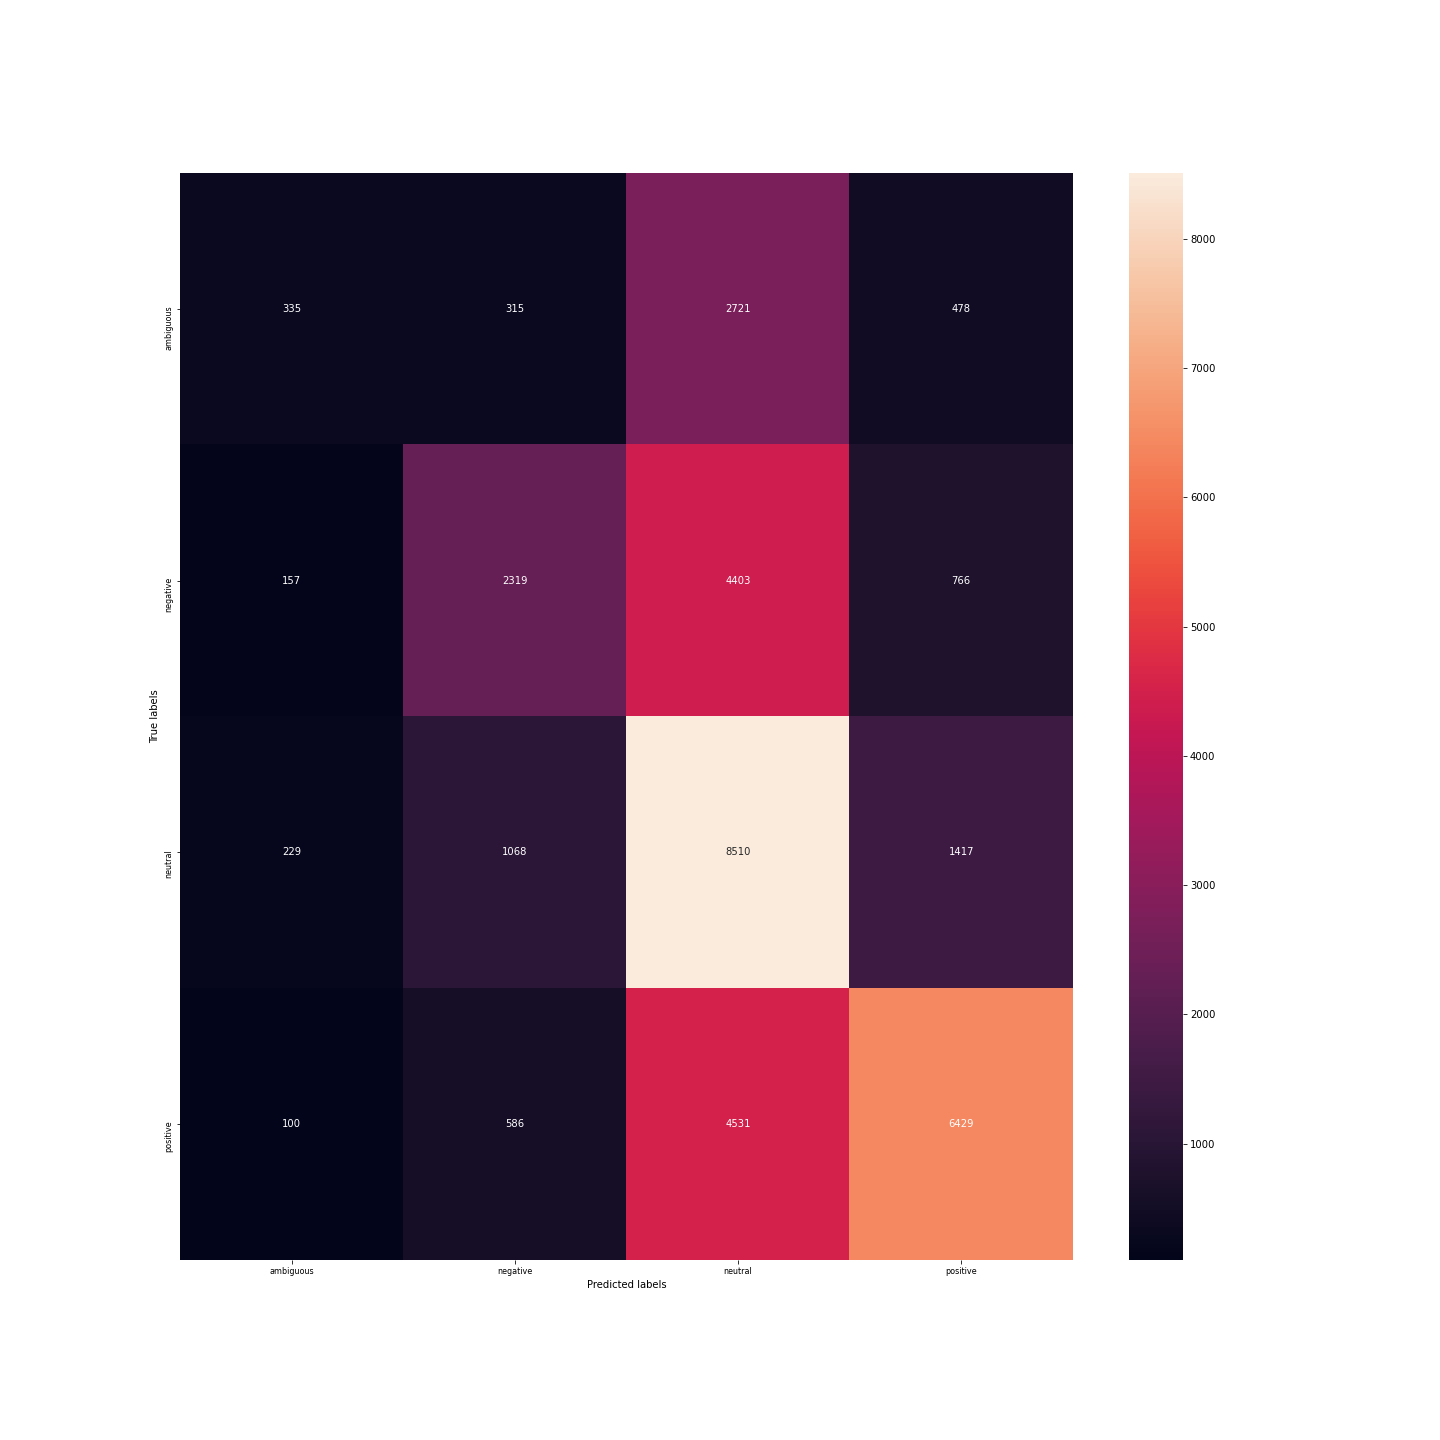 335 315 2721 478
157 2319 4403 766
229 1068 8510 1417
100 586 4531 6429
ambiguous
negative
neutral
positive
True labels
ambiguous negative neutral positive
Predicted labels
8000
7000
6000
5000
4000
3000
2000
1000